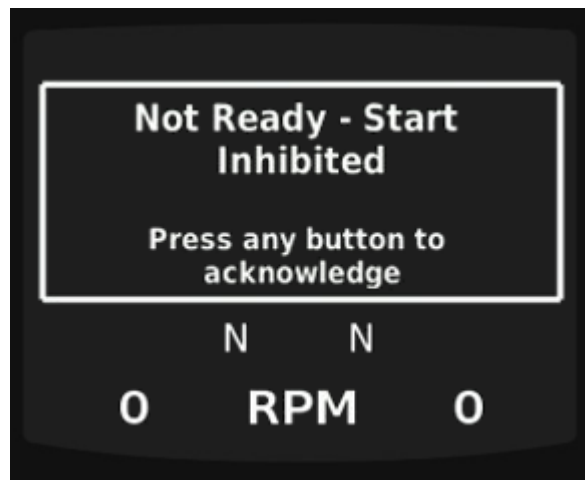 Not Ready - Start
Inhibited
Press any button to
acknowledge
N N
0 RPM 0